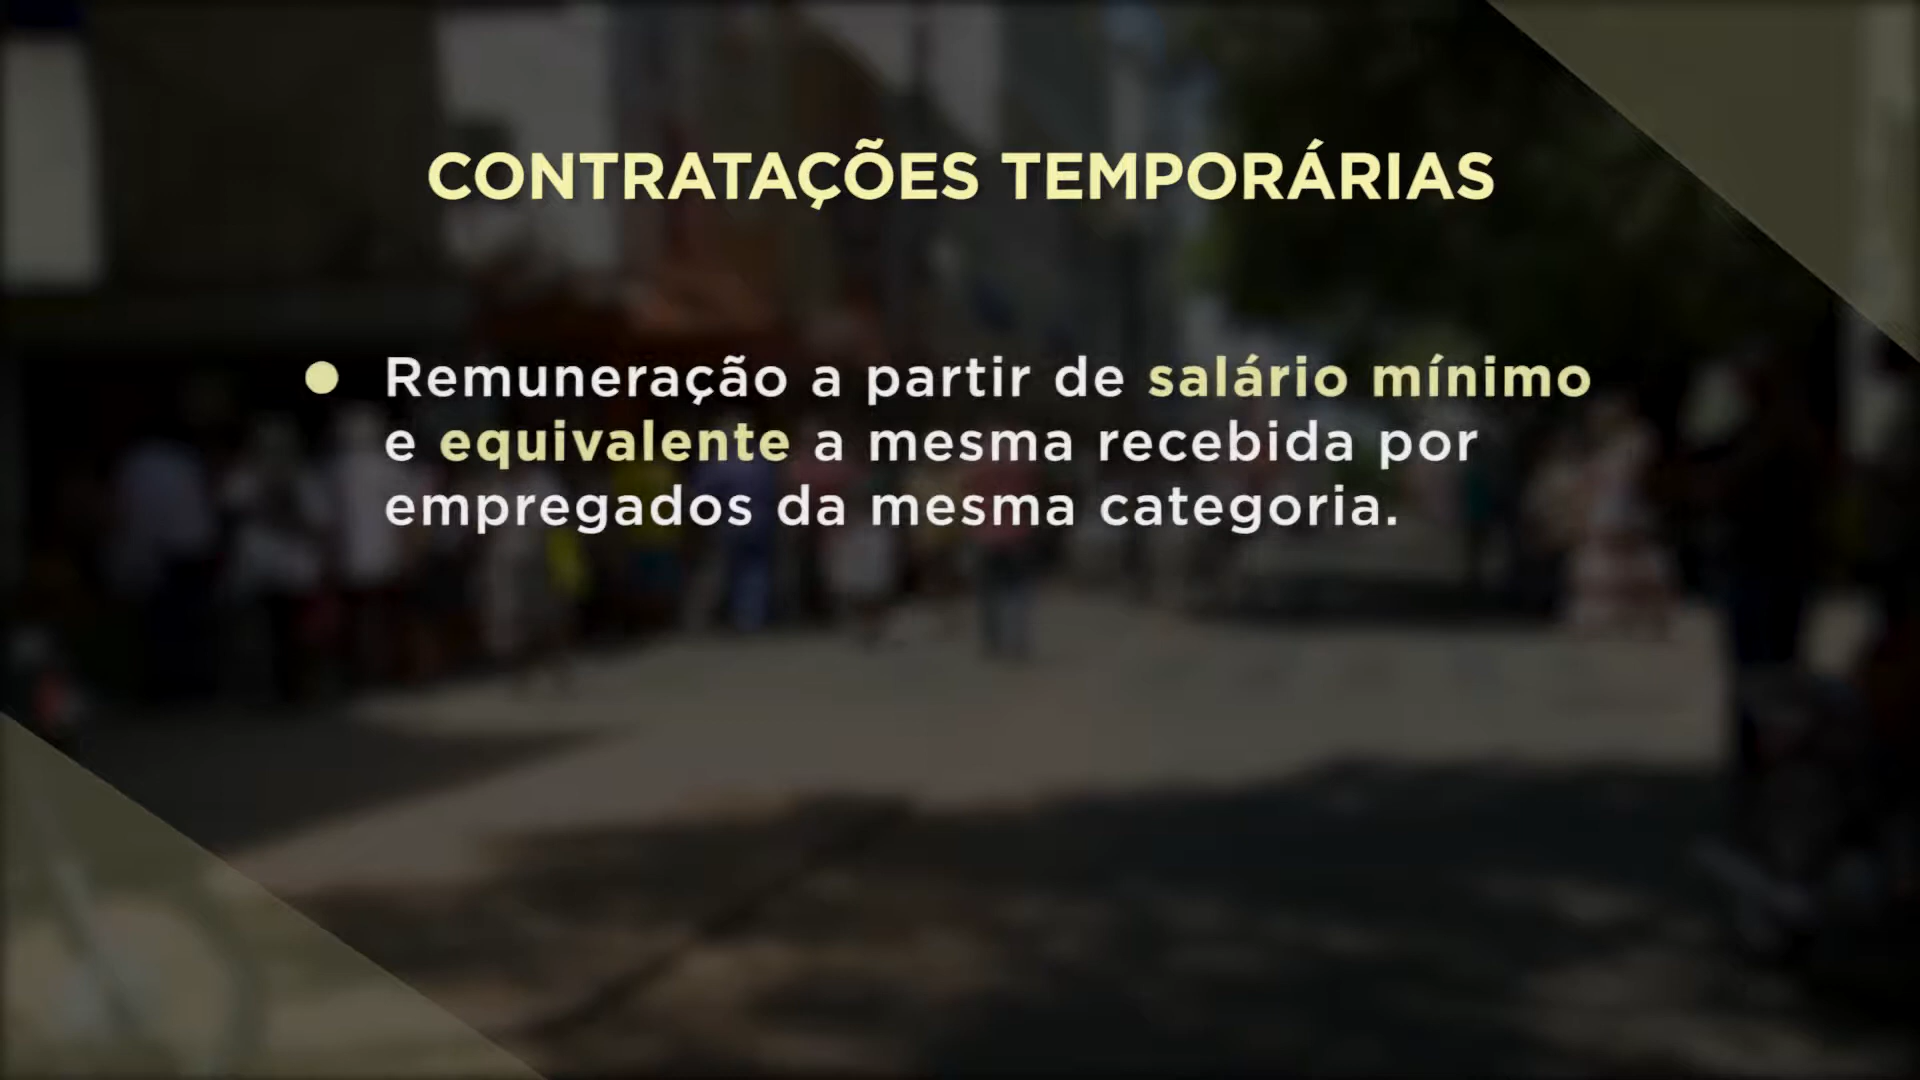 CONTRATAÇÕES TEMPORÁRIAS
Remuneração a partir de salário mínimo
e equivalente a mesma recebida por
empregados da mesma categoria.